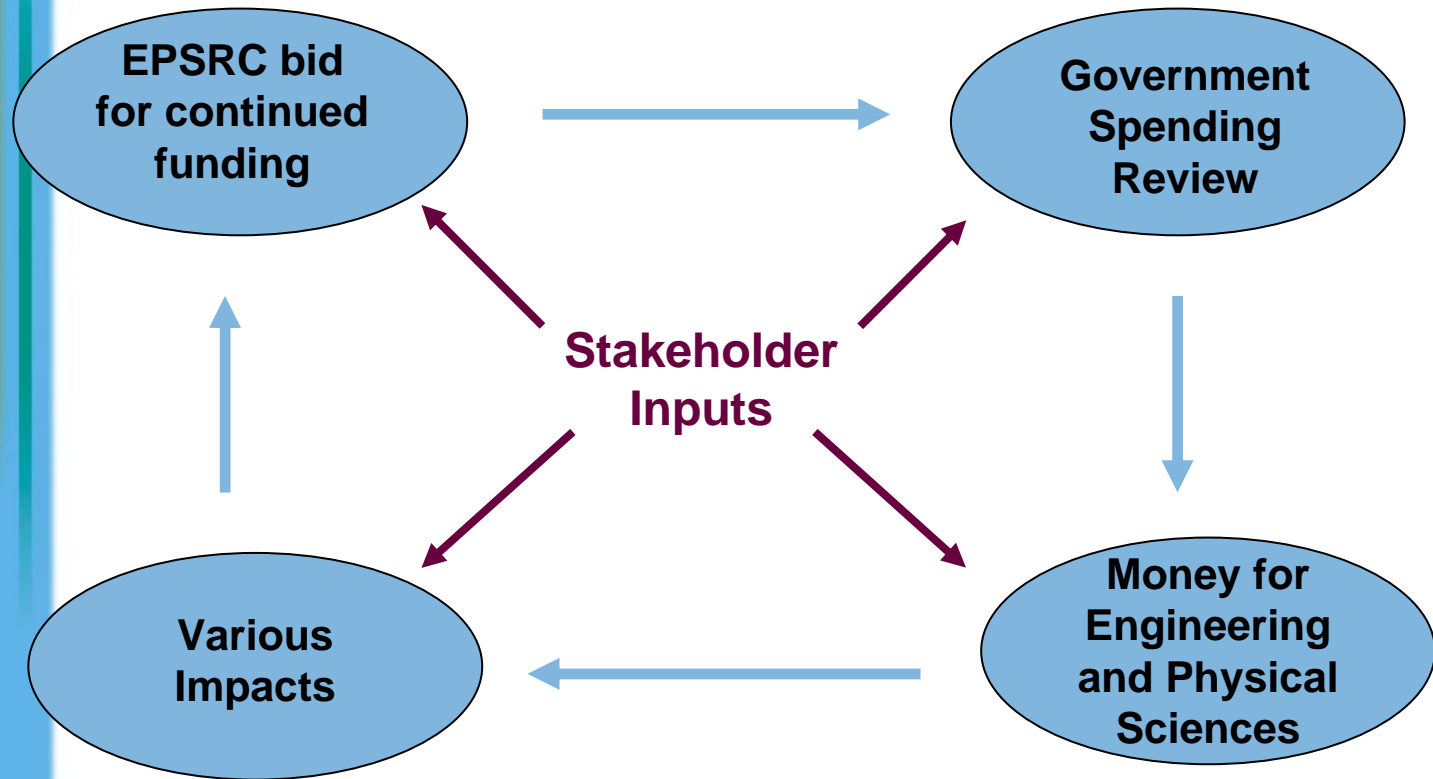 EPSRC bid
for continued
funding
Government
Spending
Review
Stakeholder
Inputs
Various
Impacts
Money for
Engineering
and Physical
Sciences